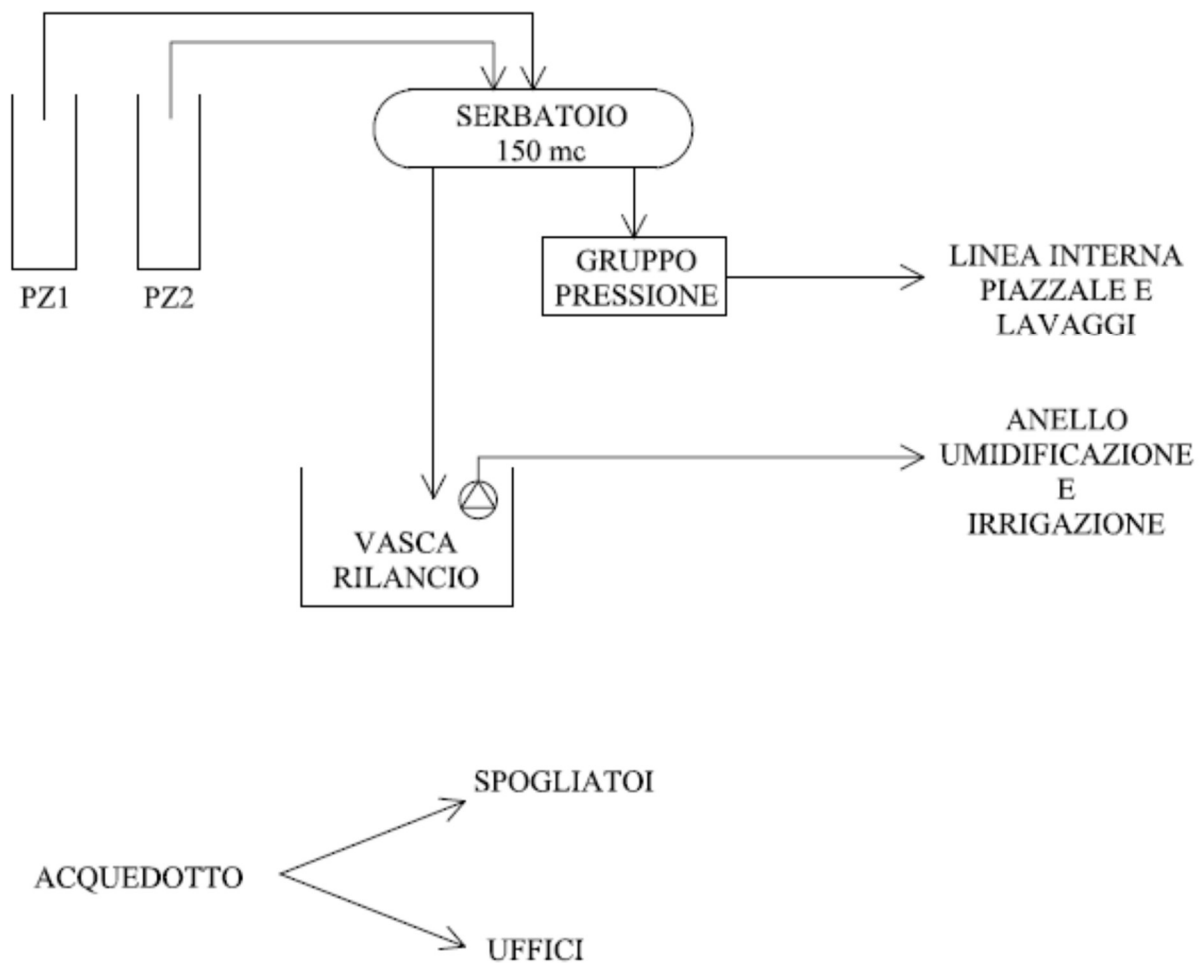 SERBATOIO
150 mc
PZ1
PZ2
GRUPPO
PRESSIONE
LINEA INTERNA
PIAZZALE E
LAVAGGI
ANELLO
UMIDIFICAZIONE
E
IRRIGAZIONE
VASCA
RILANCIO
SPOGLIATOI
ACQUEDOTTO
UFFICI